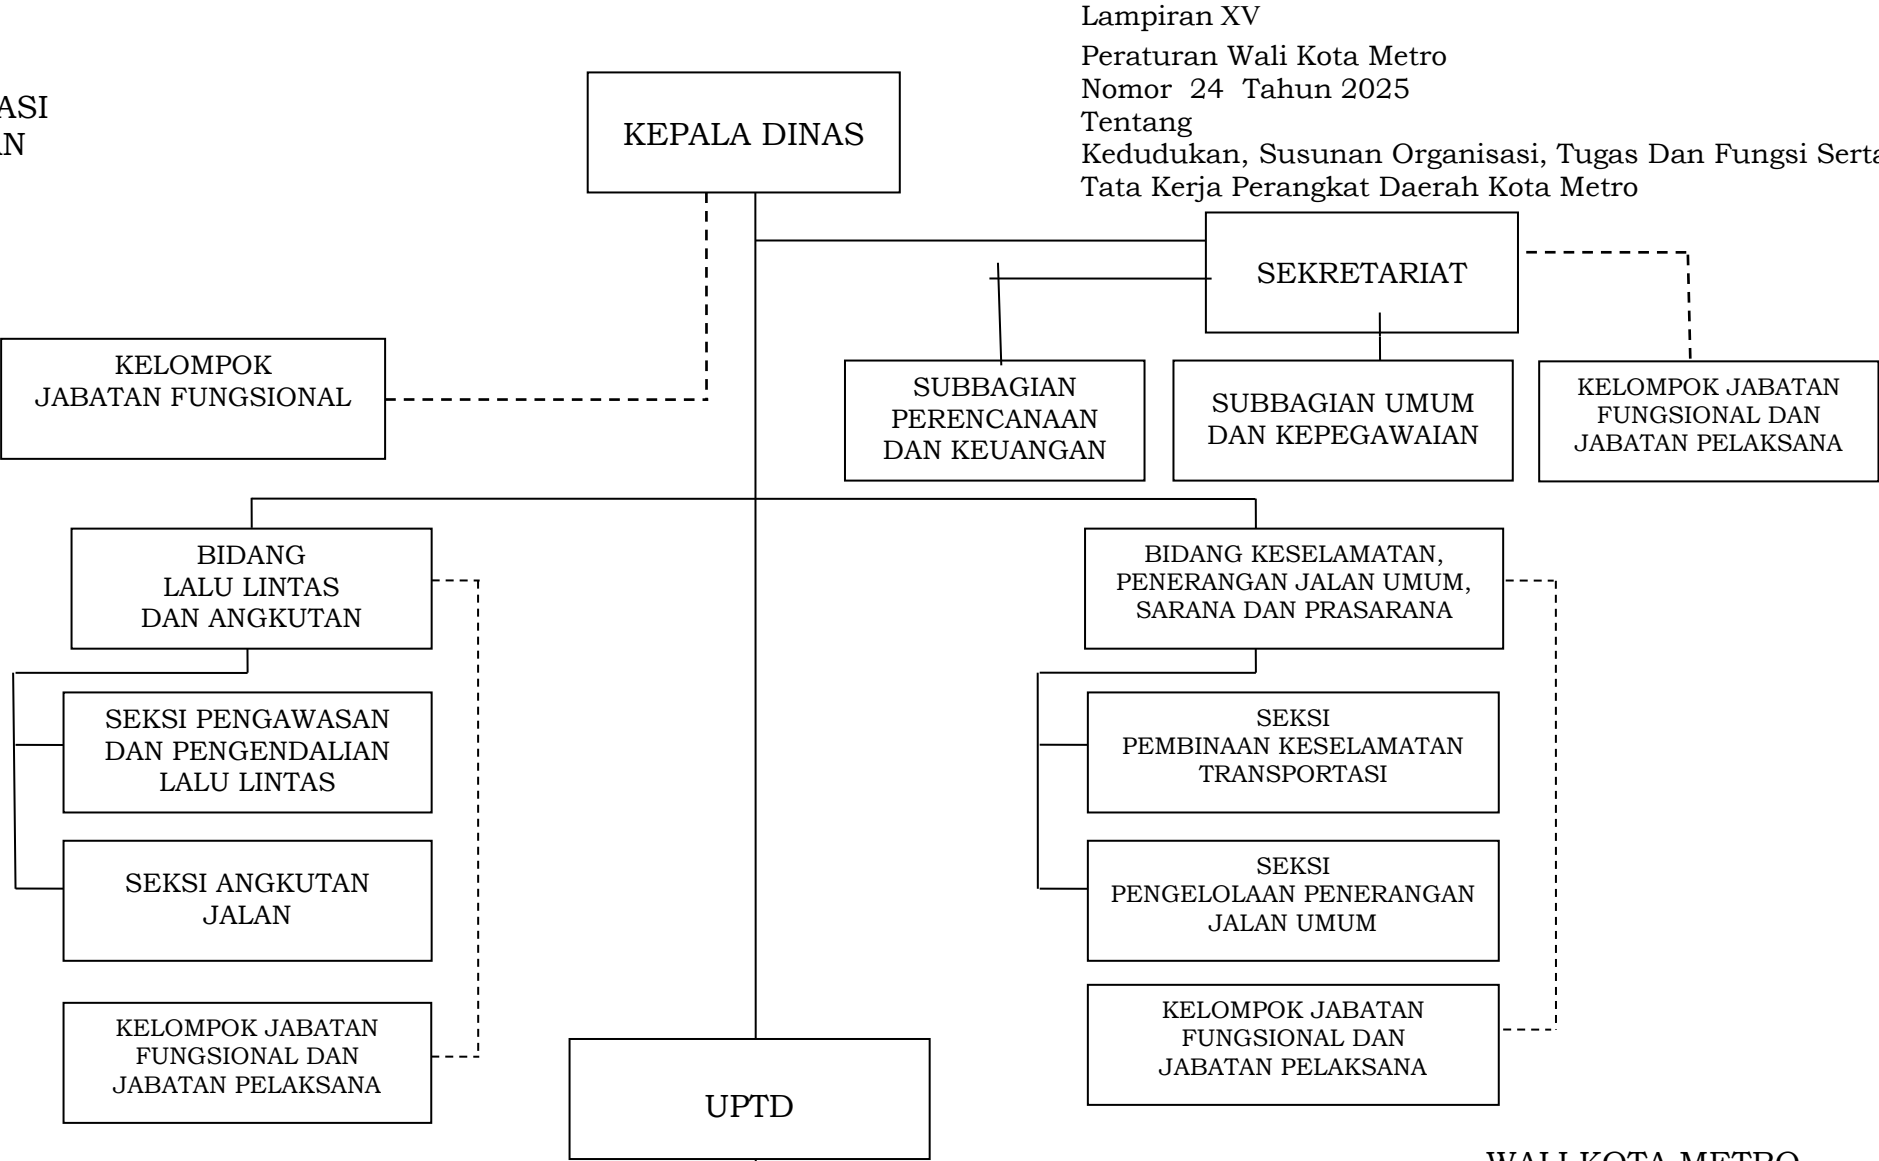 Lampiran XV
Peraturan Wali Kota Metro
Nomor 24 Tahun 2025
Tentang
Kedudukan, Susunan Organisasi, Tugas Dan Fungsi Serta
Tata Kerja Perangkat Daerah Kota Metro
KEPALA DINAS
SEKRETARIAT
KELOMPOK
JABATAN FUNGSIONAL
SUBBAGIAN
PERENCANAAN
DAN KEUANGAN
SUBBAGIAN UMUM
DAN KEPEGAWAIAN
KELOMPOK JABATAN
FUNGSIONAL DAN
JABATAN PELAKSANA
BIDANG
LALU LINTAS
DAN ANGKUTAN
BIDANG KESELAMATAN,
PENERANGAN JALAN UMUM,
SARANA DAN PRASARANA
SEKSI PENGAWASAN
DAN PENGENDALIAN
LALU LINTAS
SEKSI
PEMBINAAN KESELAMATAN
TRANSPORTASI
SEKSI ANGKUTAN
JALAN
SEKSI
PENGELOLAAN PENERANGAN
JALAN UMUM
KELOMPOK JABATAN
FUNGSIONAL DAN
JABATAN PELAKSANA
KELOMPOK JABATAN
FUNGSIONAL DAN
JABATAN PELAKSANA
UPTD
WALI KOTA METRO